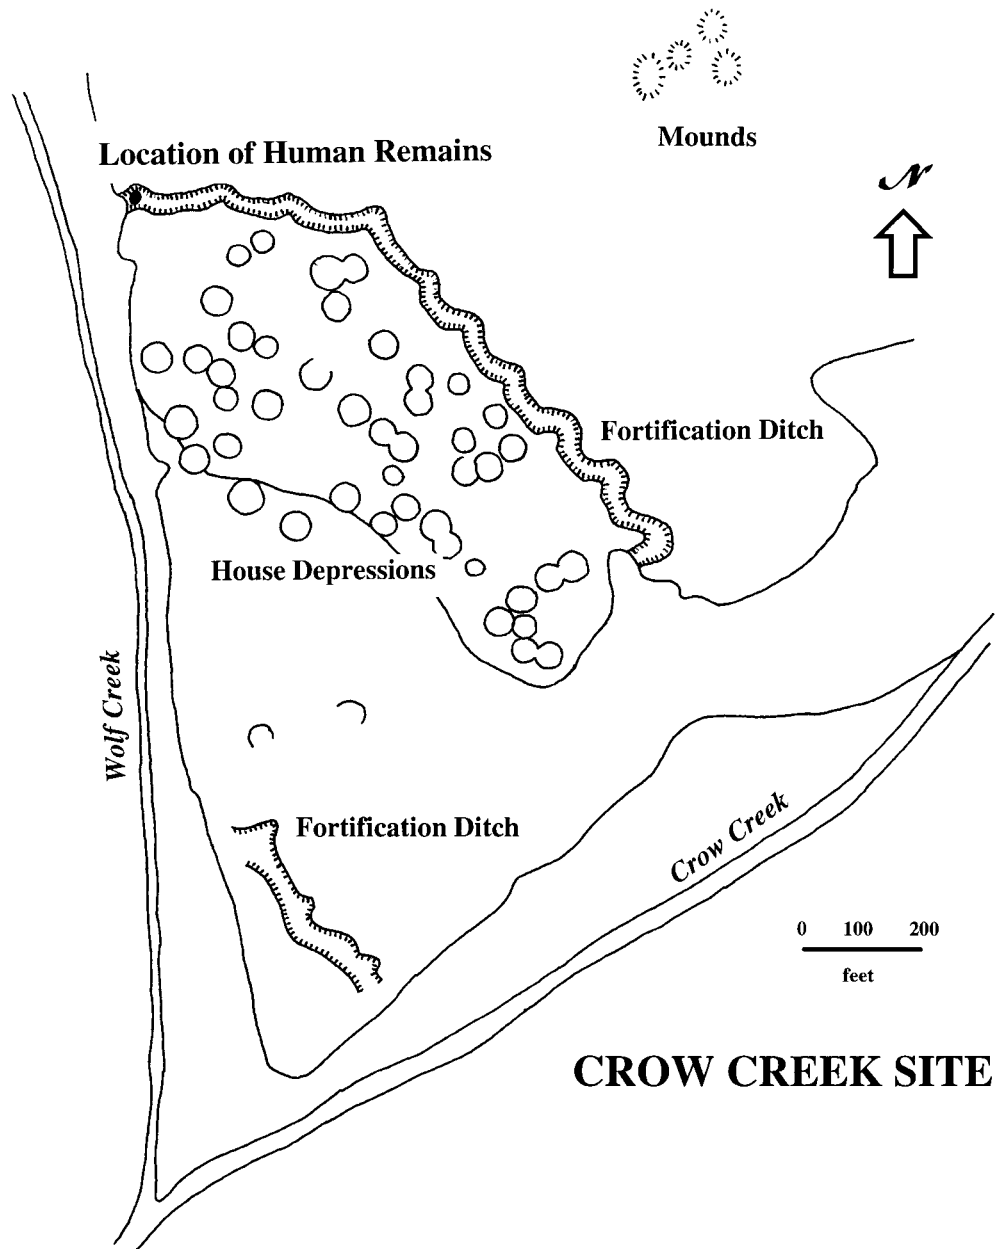 Mounds
Location of Human Remains
N
Fortification Ditch
House Depressions
Wolf Creek
Fortification Ditch
Crow Creek
0 100 200
feet
CROW CREEK SITE